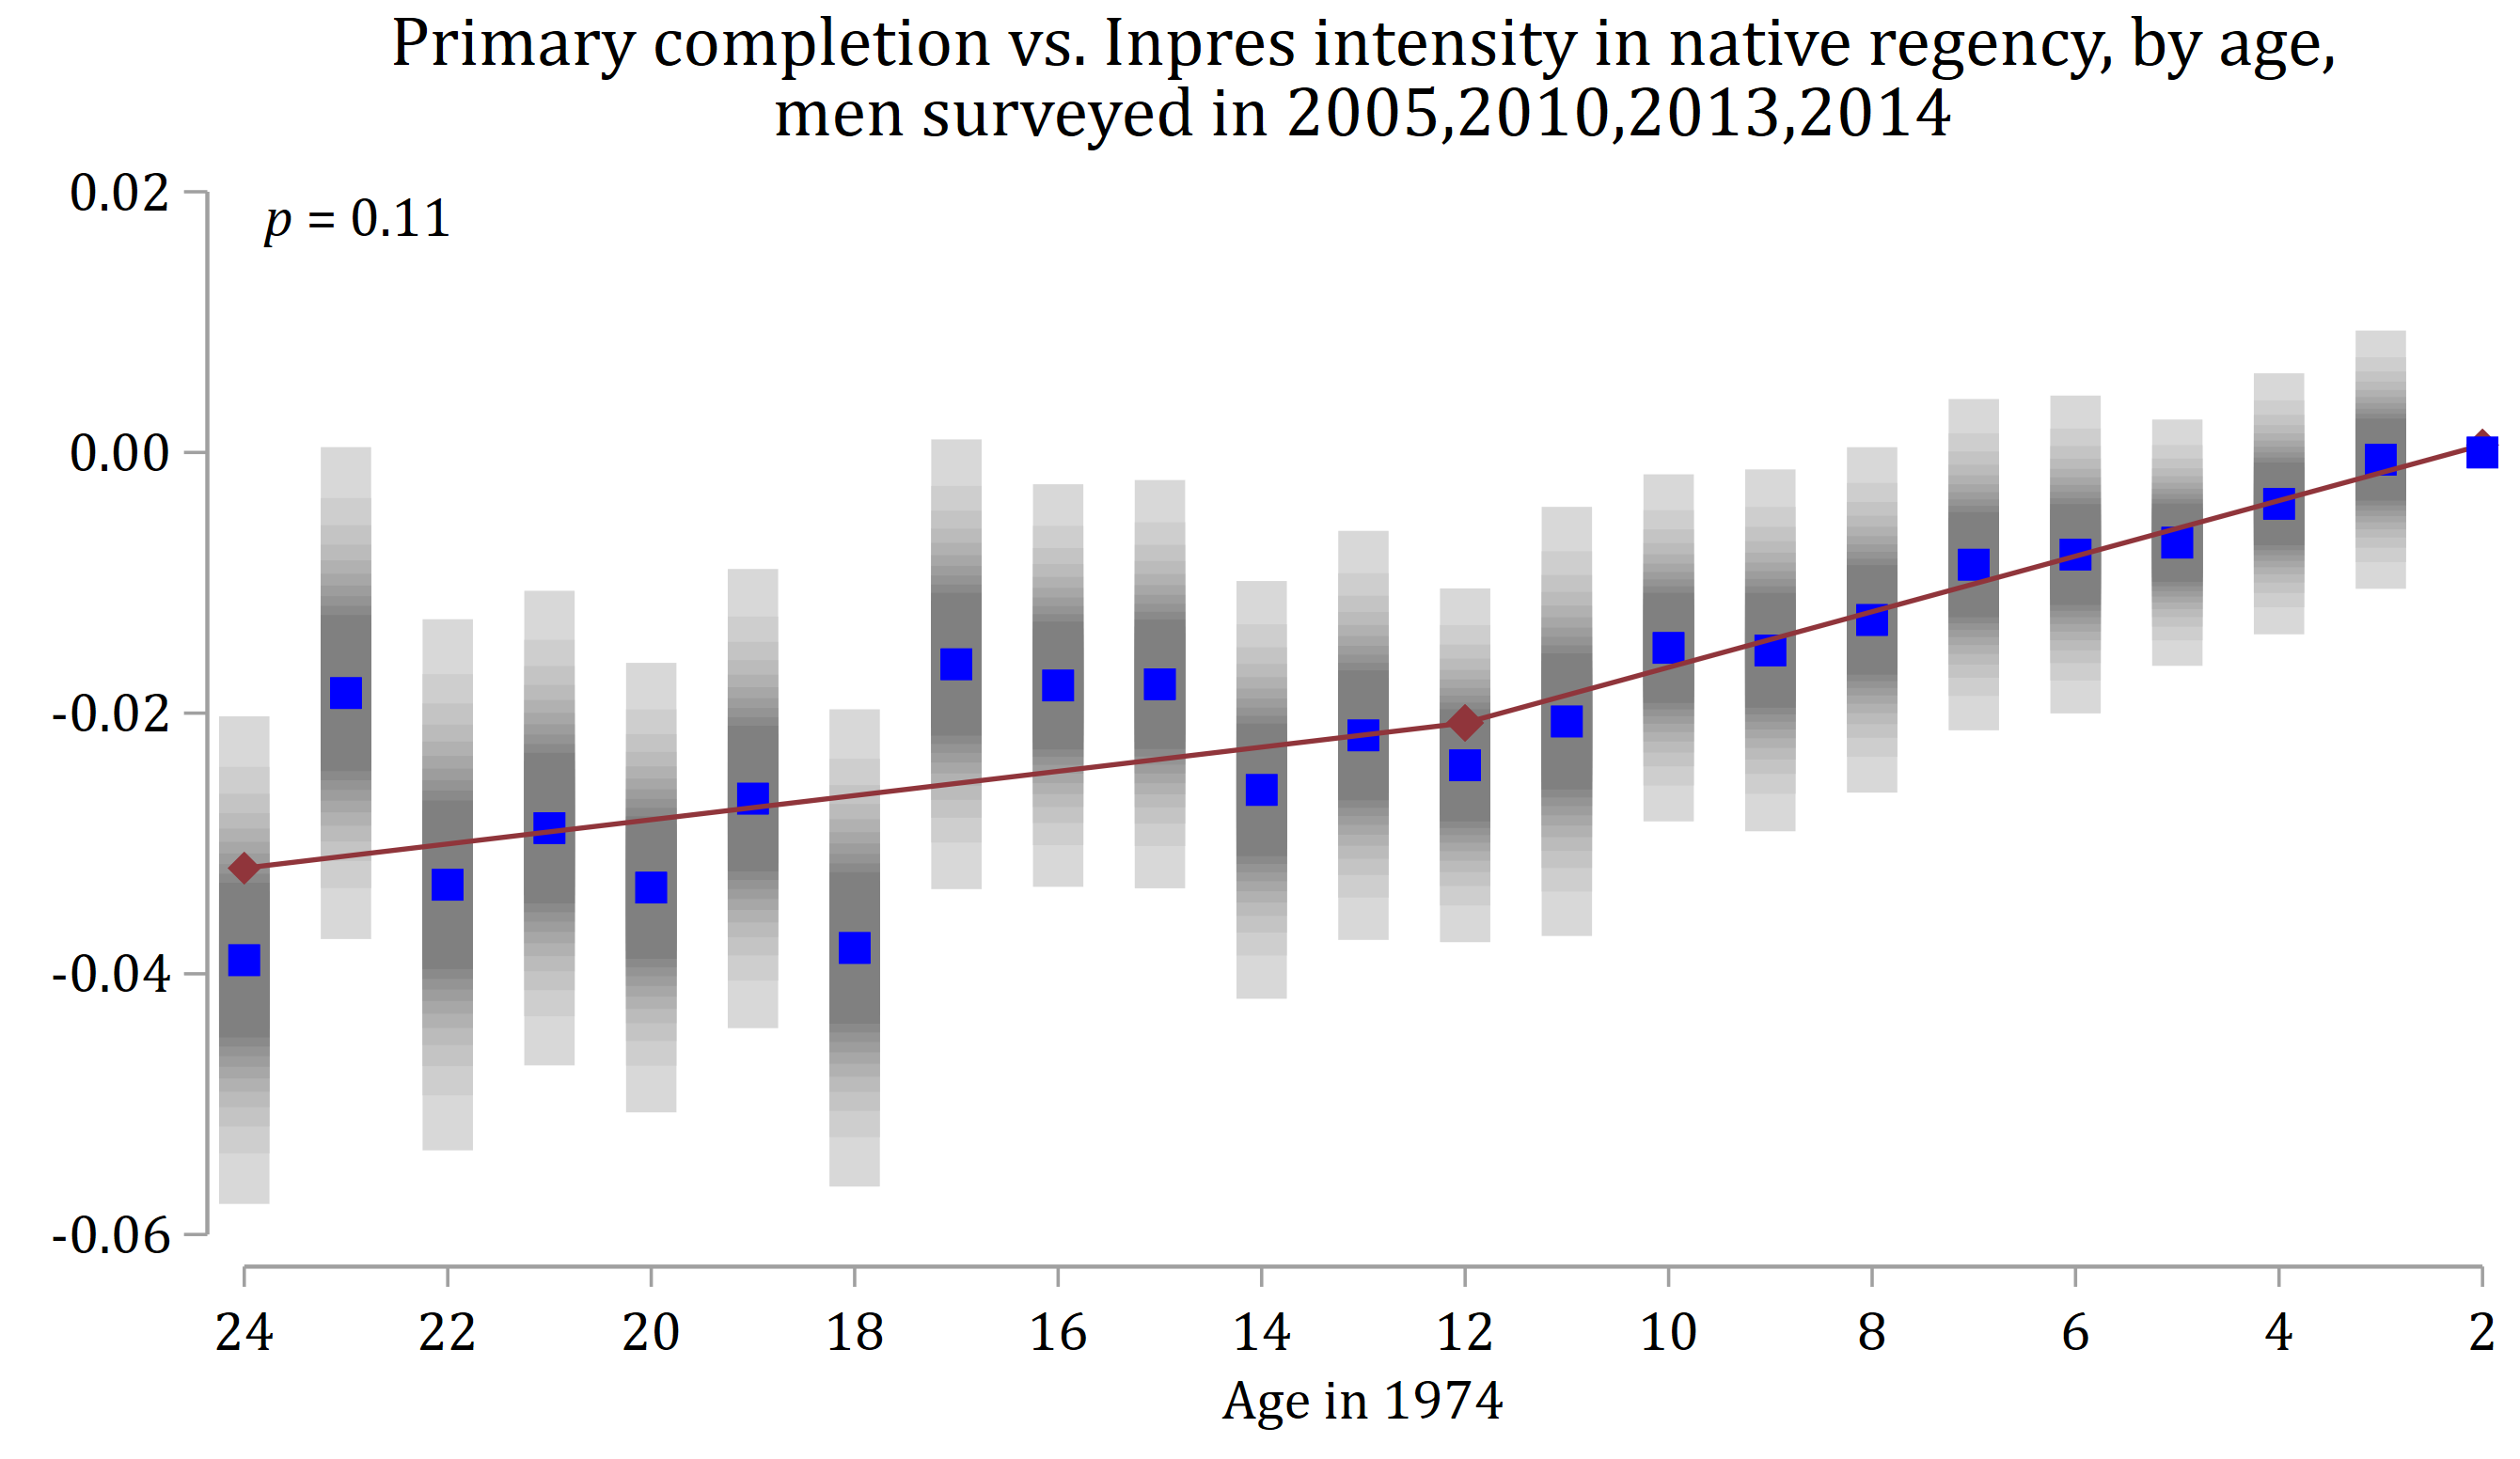 Primary completion vs. Inpres intensity in native regency, by age,
men surveyed in 2005,2010,2013,2014
0.02
p = 0.11
0.00
-0.02
-0.04
-0.06
24 22 20 18 16 14 12 10 8 6 4 2
Age in 1974